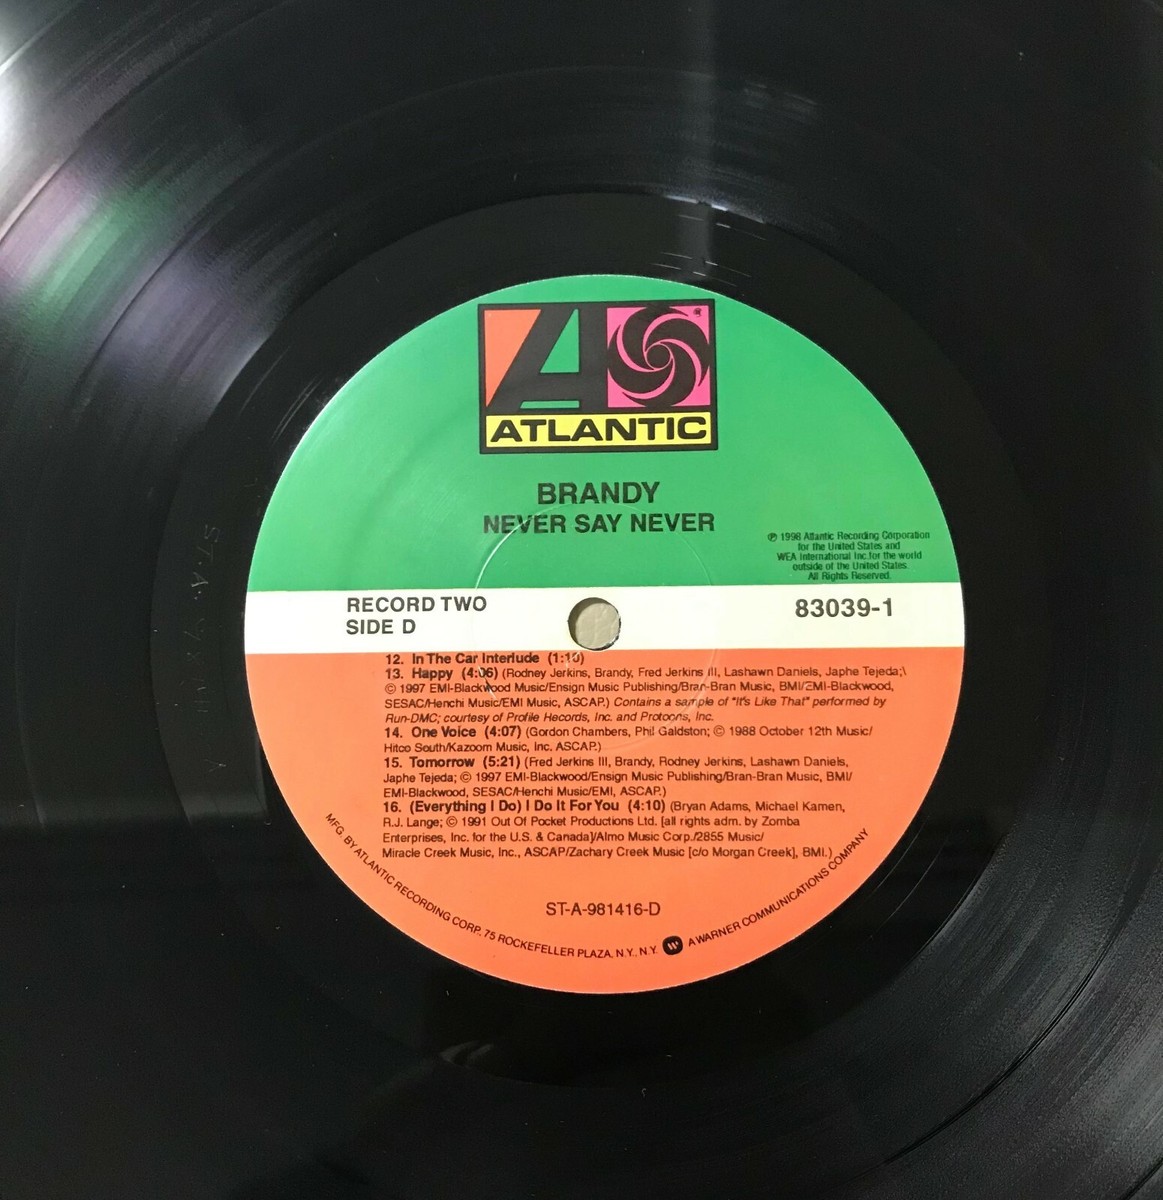 ATLANTIC
BRANDY
NEVER SAY NEVER
℗ 1998 Atlantic Recording Corporation
for the United States and
WEA International Inc. for the world
outside of the United States.
All Rights Reserved.
RECORD TWO
SIDE D
83039-1
12. In The Car Interlude (1:10)
13. Happy (4:06) (Rodney Jerkins, Brandy, Fred Jerkins III, Lashawn Daniels, Japhe Tejeda;\
© 1997 EMI-Blackwood Music/Ensign Music Publishing/Bran-Bran Music, BMI/EMI-Blackwood,
SESAC/Henchi Music/EMI Music, ASCAP.) Contains a sample of "It's Like That" performed by
Run-DMC; courtesy of Profile Records, Inc. and Protoons, Inc.
14. One Voice (4:07) (Gordon Chambers, Phil Galdston; © 1988 October 12th Music/
Hitco South/Kazoom Music, Inc. ASCAP.)
15. Tomorrow (5:21) (Fred Jerkins III, Brandy, Rodney Jerkins, Lashawn Daniels,
Japhe Tejeda; © 1997 EMI-Blackwood/Ensign Music Publishing/Bran-Bran Music, BMI/
EMI-Blackwood, SESAC/Henchi Music/EMI, ASCAP.)
16. (Everything I Do) I Do It For You (4:10) (Bryan Adams, Michael Kamen,
R.J. Lange; © 1991 Out Of Pocket Productions Ltd. [all rights adm. by Zomba
Enterprises, Inc. for the U.S. & Canada]/Almo Music Corp./2855 Music/
Miracle Creek Music, Inc., ASCAP/Zachary Creek Music [c/o Morgan Creek], BMI.)
ST-A-981416-D
MFG. BY ATLANTIC RECORDING CORP. 75 ROCKEFELLER PLAZA, N.Y., N.Y. A WARNER COMMUNICATIONS COMPANY